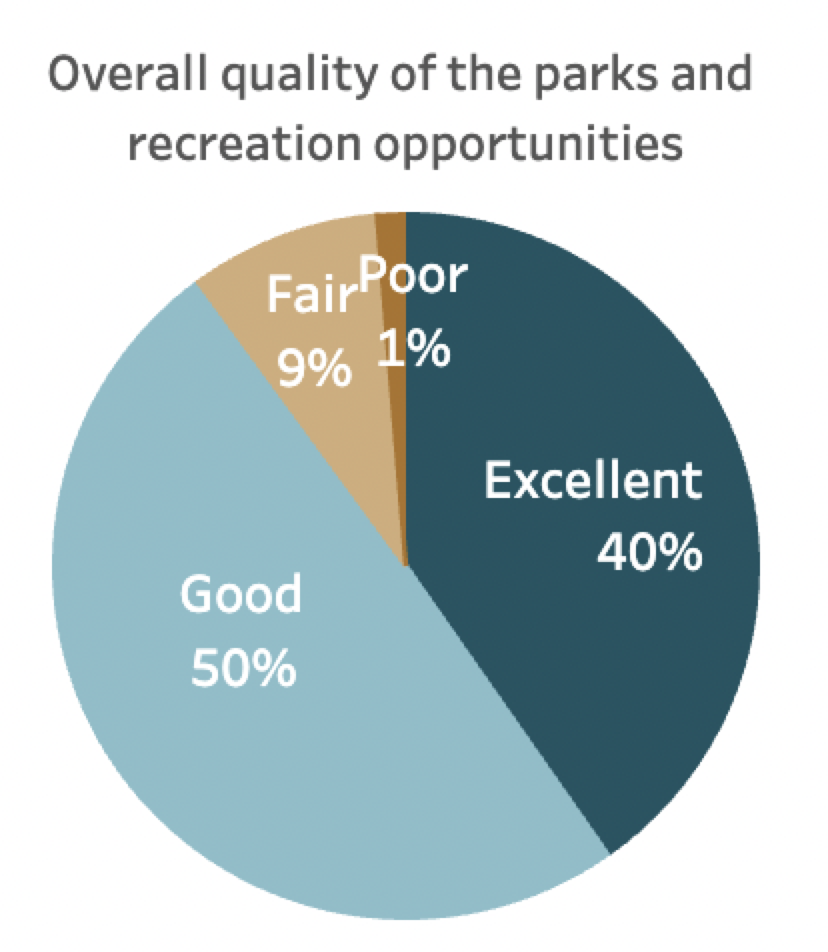 Overall quality of the parks and
recreation opportunities
Fair
9%
Poor
1%
Excellent
40%
Good
50%